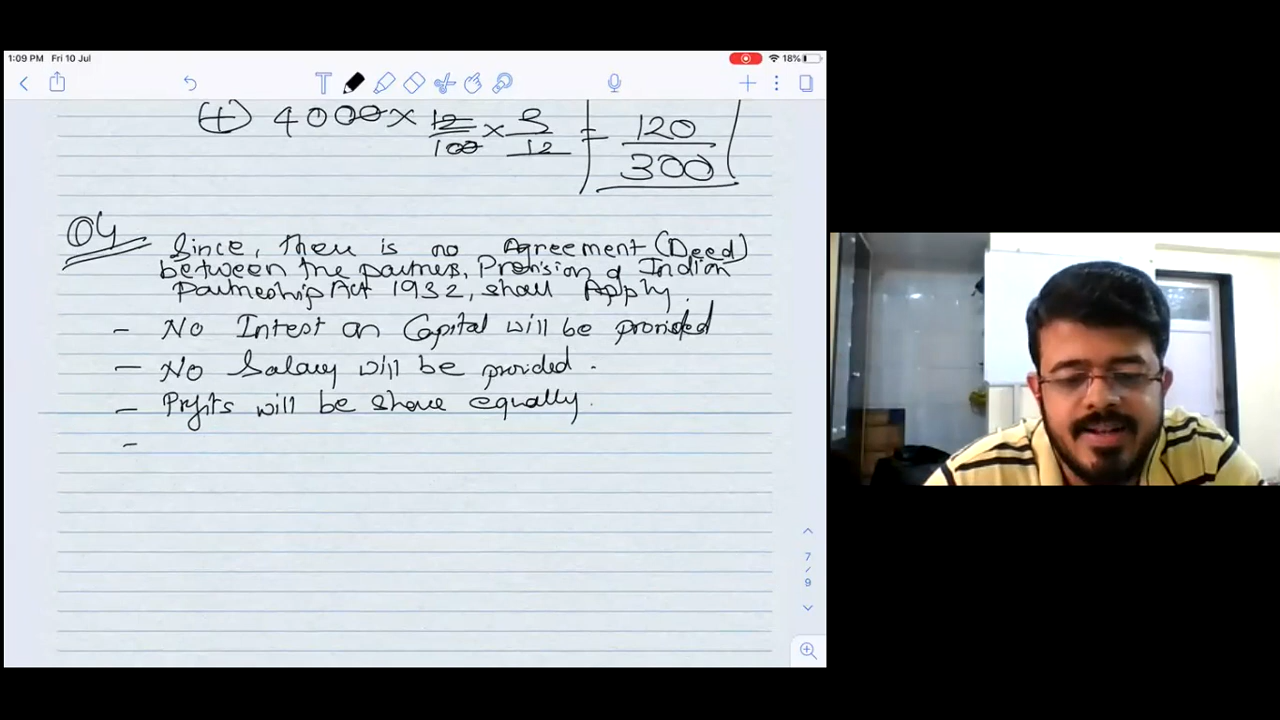 1:09 PM Fri 10 Jul
18%
T
(+) 4000 × 12/100 × 3/12 = 120
300
Q4
Since, there is no Agreement (Deed)
between the partners, Provision of Indian
Partneship Act 1932, shall Apply.
- No Intest on Capital will be provided
- No Salary will be provided.
- Profits will be share equally.
-
7
/
9